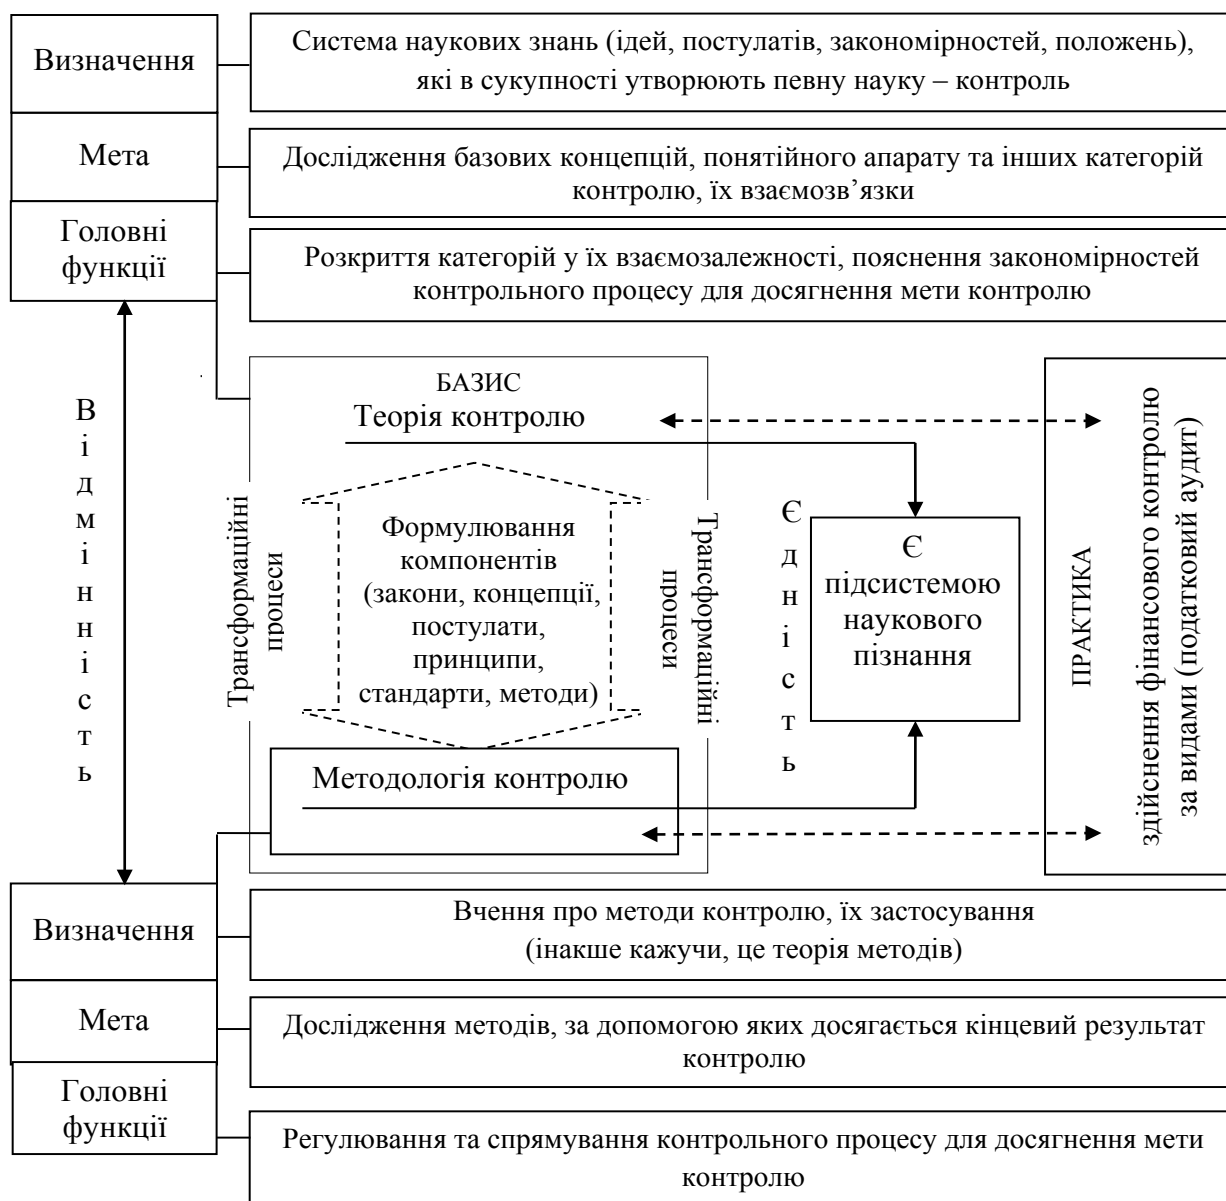 Визначення
Система наукових знань (ідей, постулатів, закономірностей, положень),
які в сукупності утворюють певну науку – контроль
Мета
Дослідження базових концепцій, понятійного апарату та інших категорій
контролю, їх взаємозв’язки
Головні
функції
Розкриття категорій у їх взаємозалежності, пояснення закономірностей
контрольного процесу для досягнення мети контролю
Відмінність
БАЗИС
Теорія контролю
Трансформаційні
процеси
Формулювання
компонентів
(закони, концепції,
постулати,
принципи,
стандарти, методи)
Трансформаційні
процеси
Єдність
Є
підсистемою
наукового
пізнання
ПРАКТИКА
здійснення фінансового контролю
за видами (податковий аудит)
Методологія контролю
Визначення
Вчення про методи контролю, їх застосування
(інакше кажучи, це теорія методів)
Мета
Дослідження методів, за допомогою яких досягається кінцевий результат
контролю
Головні
функції
Регулювання та спрямування контрольного процесу для досягнення мети
контролю